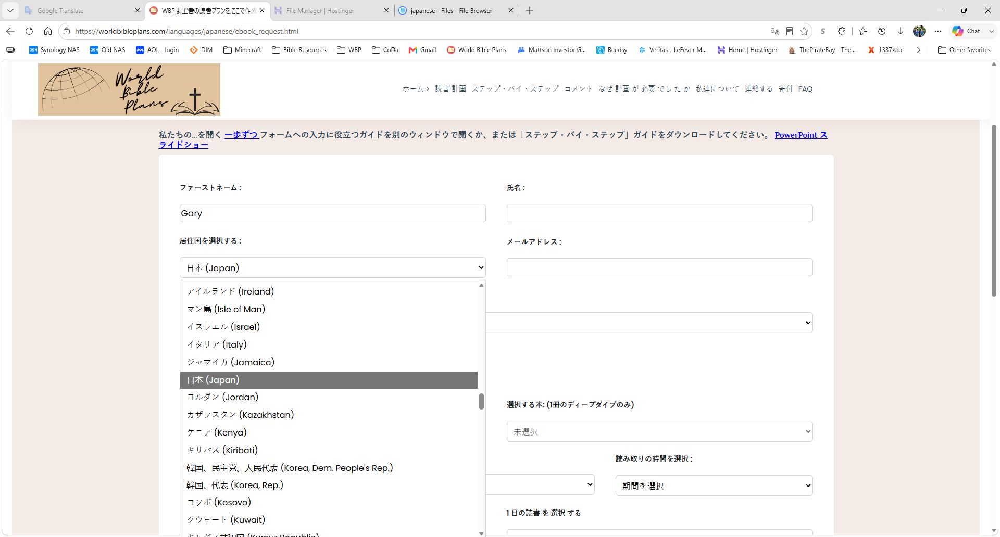 Google Translate
WBPは,聖書の読書プランを,ここで作成
File Manager | Hostinger
japanese - Files - File Browser
https://worldbibleplans.com/languages/japanese/ebook_request.html
Chat
Synology NAS
Old NAS
AOL - login
DIM
Minecraft
Bible Resources
WBP
CoDa
Gmail
World Bible Plans
Mattson Investor G...
Reedsy
Veritas - LeFever M...
Home | Hostinger
ThePirateBay - The...
1337x.to
Other favorites
World
Bible
Plans
ホーム >
読書 計画
ステップ・バイ・ステップ
コメント
なぜ 計画 が 必要 でし た か
私達について
連絡する
寄付
FAQ
私たちの...を開く 一歩ずつ フォームへの入力に役立つガイドを別のウィンドウで開くか、または「ステップ・バイ・ステップ」ガイドをダウンロードしてください。 PowerPoint ス
ライドショー
ファーストネーム :
氏名 :
Gary
居住国を選択する :
メールアドレス :
日本 (Japan)
アイルランド (Ireland)
マン島 (Isle of Man)
イスラエル (Israel)
イタリア (Italy)
ジャマイカ (Jamaica)
日本 (Japan)
ヨルダン (Jordan)
カザフスタン (Kazakhstan)
ケニア (Kenya)
キリバス (Kiribati)
韓国、民主党。人民代表 (Korea, Dem. People's Rep.)
韓国、代表 (Korea, Rep.)
コソボ (Kosovo)
クウェート (Kuwait)
キルギス共和国 (Kyrgyz Republic)
選択する本: (1冊のディープダイブのみ)
未選択
読み取りの時間を選択 :
期間を選択
1 日の読書 を 選択 する